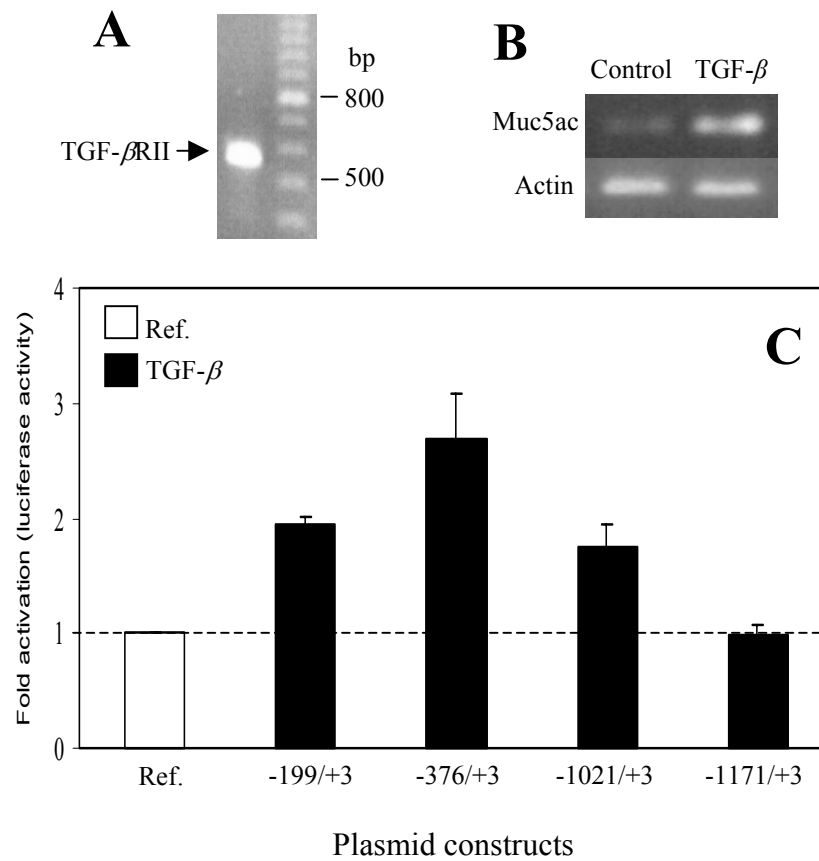 A
bp
800
TGF-βRII
500
B
Control TGF-β
Muc5ac
Actin
C
Fold activation (luciferase activity)
4
3
2
1
0
Ref.
TGF-β
Ref. -199/+3 -376/+3 -1021/+3 -1171/+3
Plasmid constructs